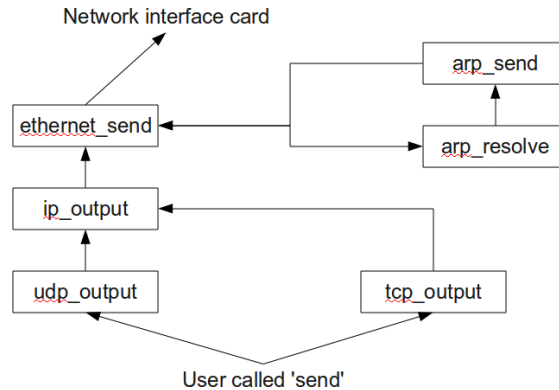 Network interface card
arp_send
ethernet_send
arp_resolve
ip_output
udp_output
tcp_output
User called 'send'